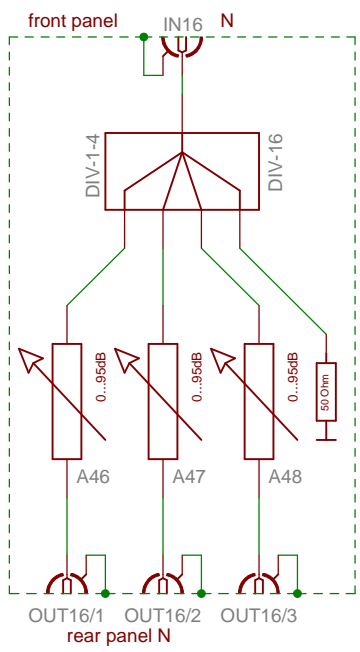 front panel
IN16
N
DIV-1-4
DIV-16
0...95dB
0...95dB
0...95dB
50 Ohm
A46
A47
A48
OUT16/1
OUT16/2
OUT16/3
rear panel N